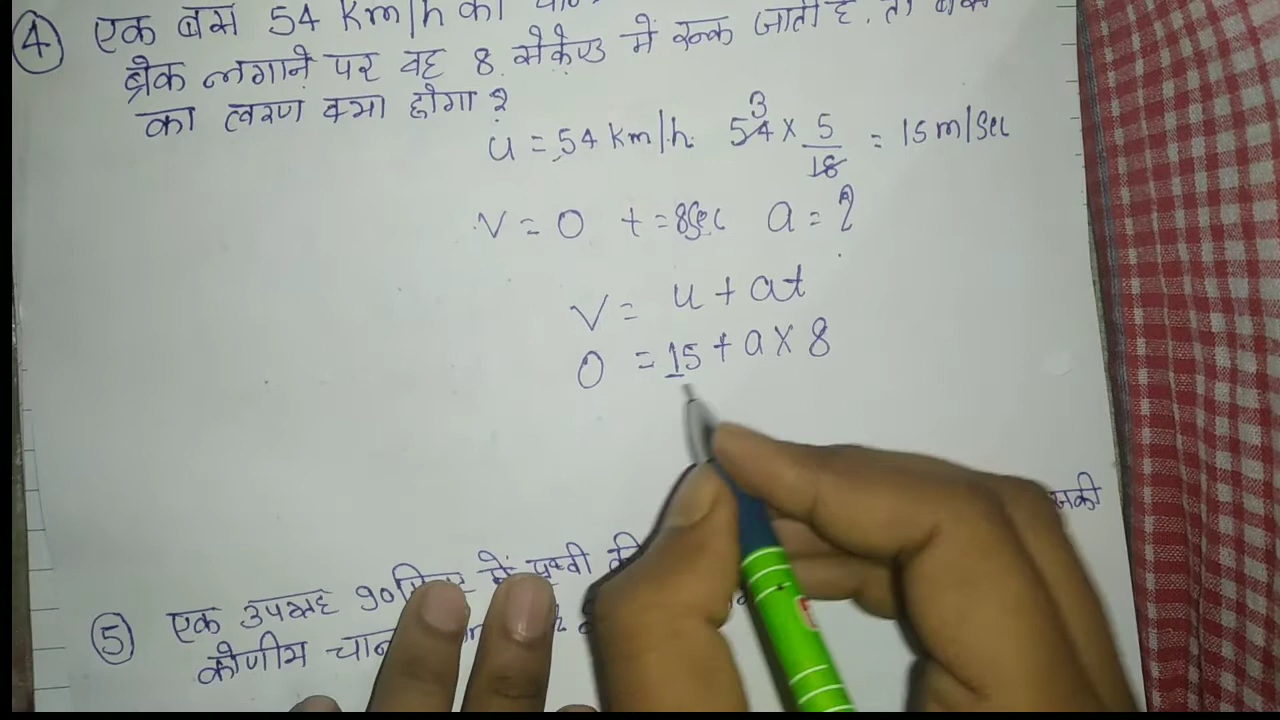 ④ एक बस 54 Km/h की
ब्रेक लगाने पर वह 8 सेकेण्ड में रुक जाती है, तो
का त्वरण क्या होगा ?
u = 54 Km/h. 54 3 × 5/18 = 15 m/sec
v = 0 t = 8Sec a = ?
v = u + at
0 = 15 + a × 8
⑤ एक उपग्रह 90 में पृथ्वी की
कोणीय